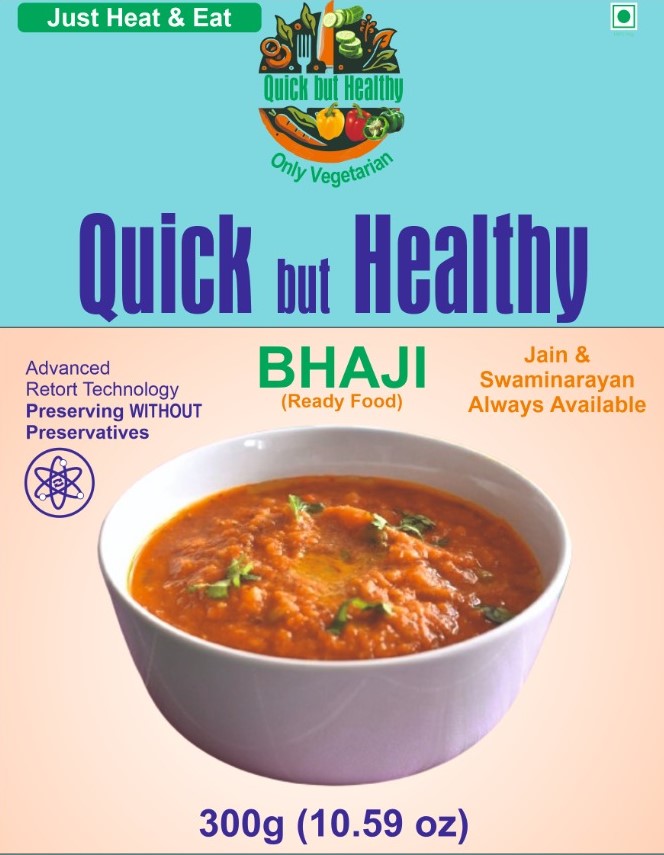 Just Heat & Eat
Quick but Healthy
Only Vegetarian
Quick but Healthy
Advanced
Retort Technology
Preserving WITHOUT
Preservatives
BHAJI
(Ready Food)
Jain &
Swaminarayan
Always Available
300g (10.59 oz)